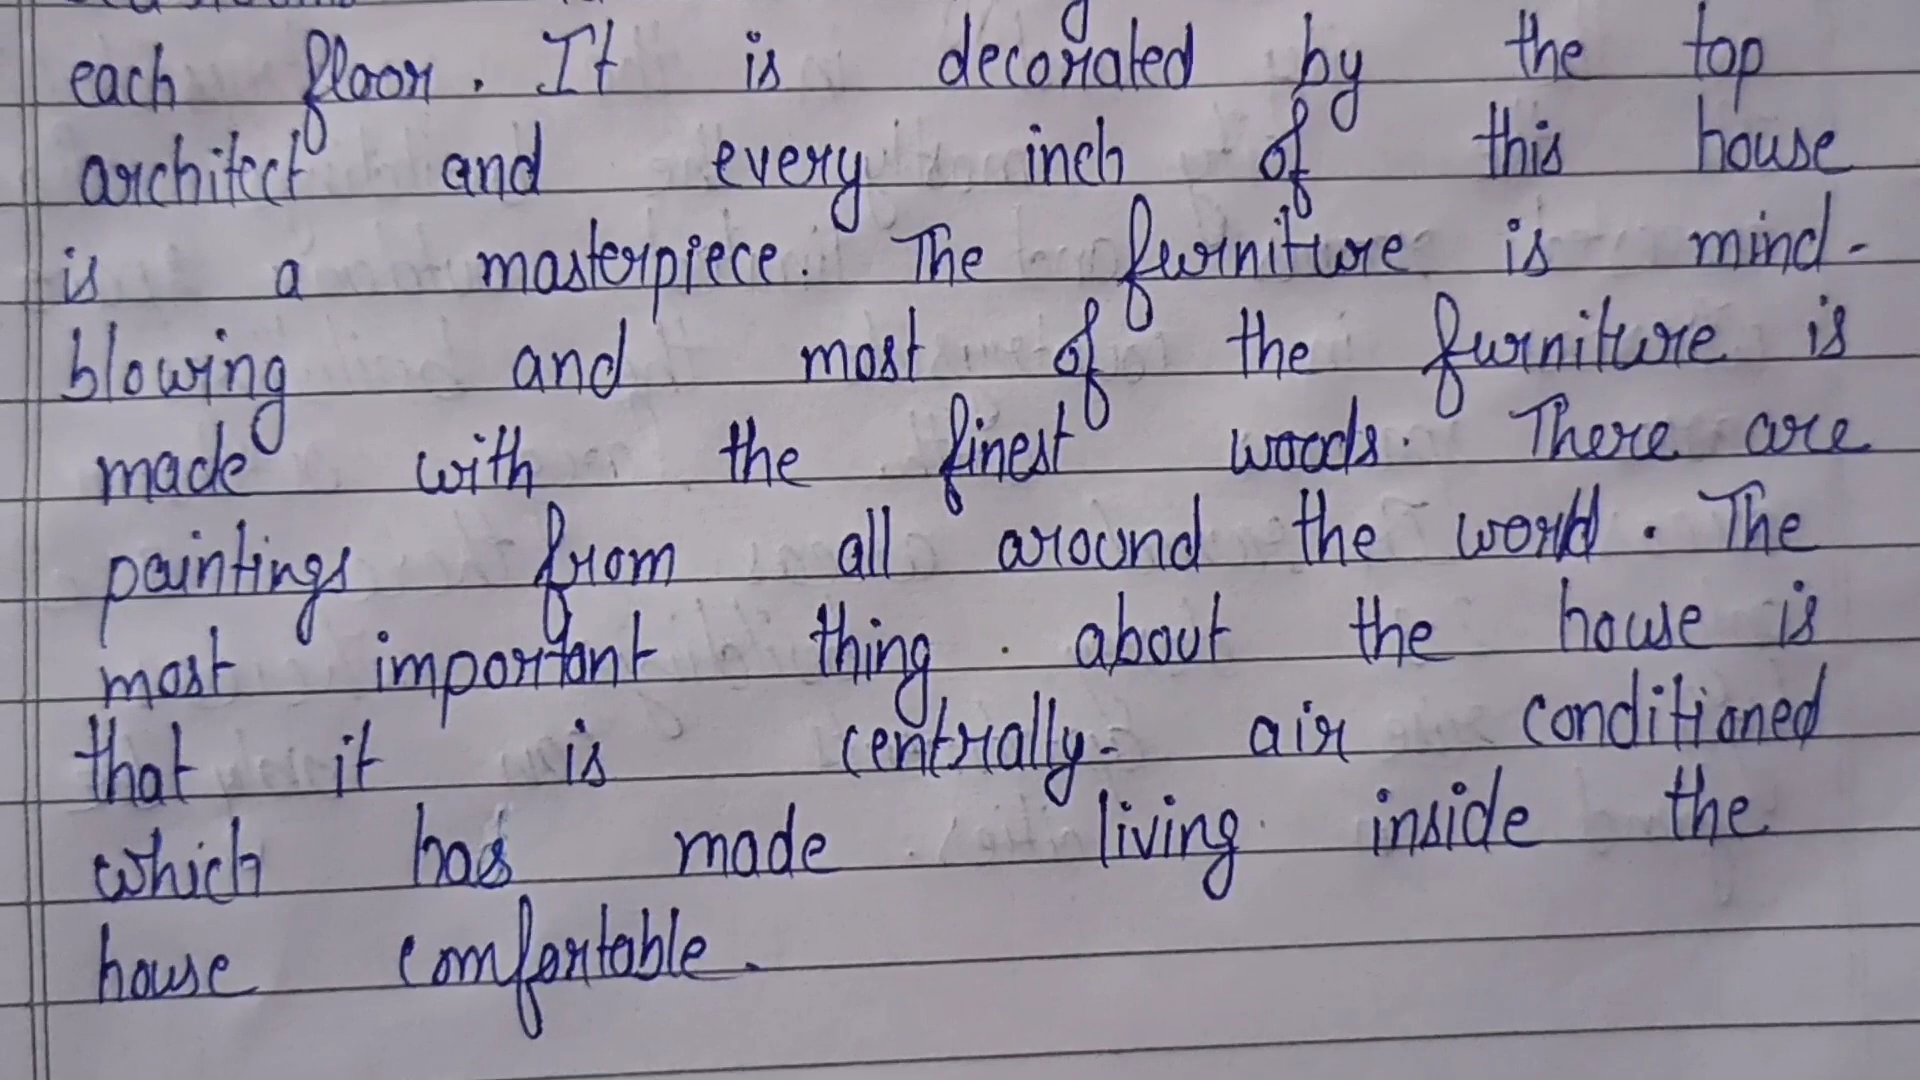 each floor. It is decorated by the top
architect and every inch of this house
is a masterpiece. The furniture is mind-
blowing and most of the furniture is
made with the finest woods. There are
paintings from all around the world. The
most important thing about the house is
that it is centrally- air conditioned
which has made living inside the
house comfortable.